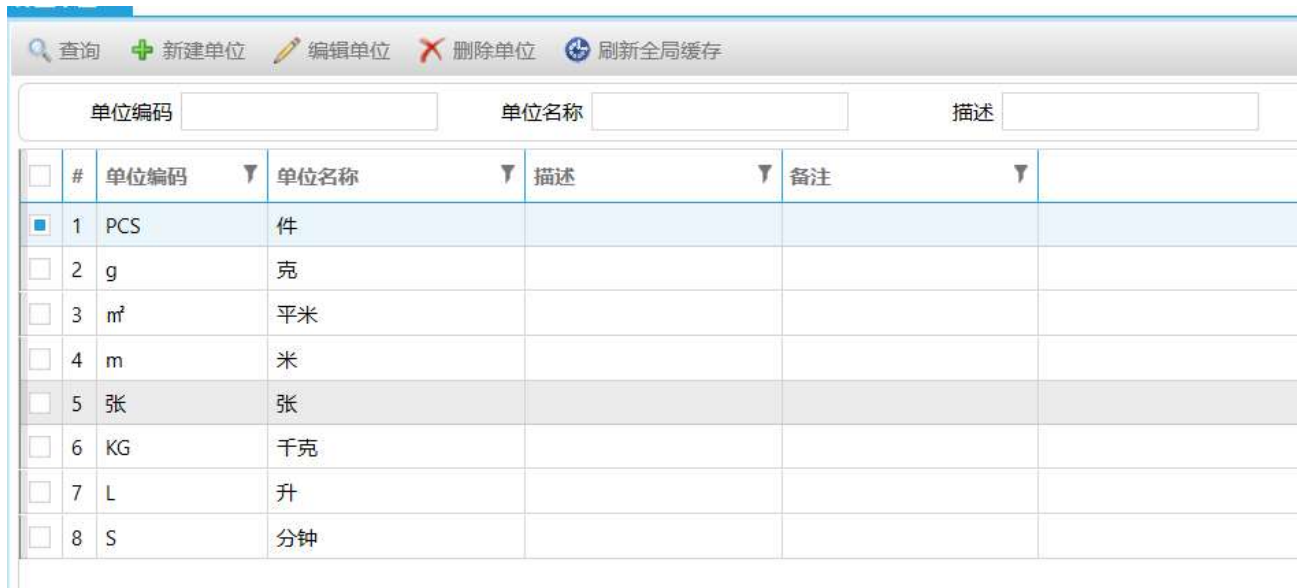 查询 新建单位 编辑单位 删除单位 刷新全局缓存
单位编码 单位名称 描述
# 单位编码 单位名称 描述 备注
1 PCS 件
2 g 克
3 ㎡ 平米
4 m 米
5 张 张
6 KG 千克
7 L 升
8 S 分钟